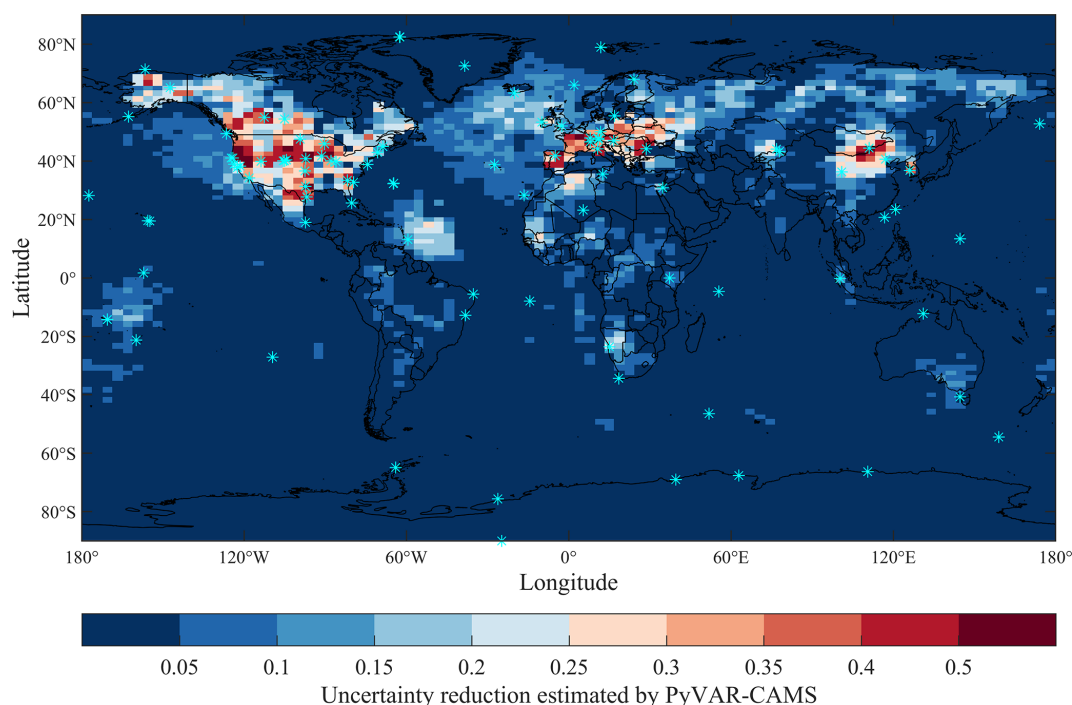 80°N
60°N
40°N
20°N
0°
20°S
40°S
60°S
80°S
Latitude
180°
120°W
60°W
0°
60°E
120°E
180°
Longitude
0.05
0.1
0.15
0.2
0.25
0.3
0.35
0.4
0.5
Uncertainty reduction estimated by PyVAR-CAMS